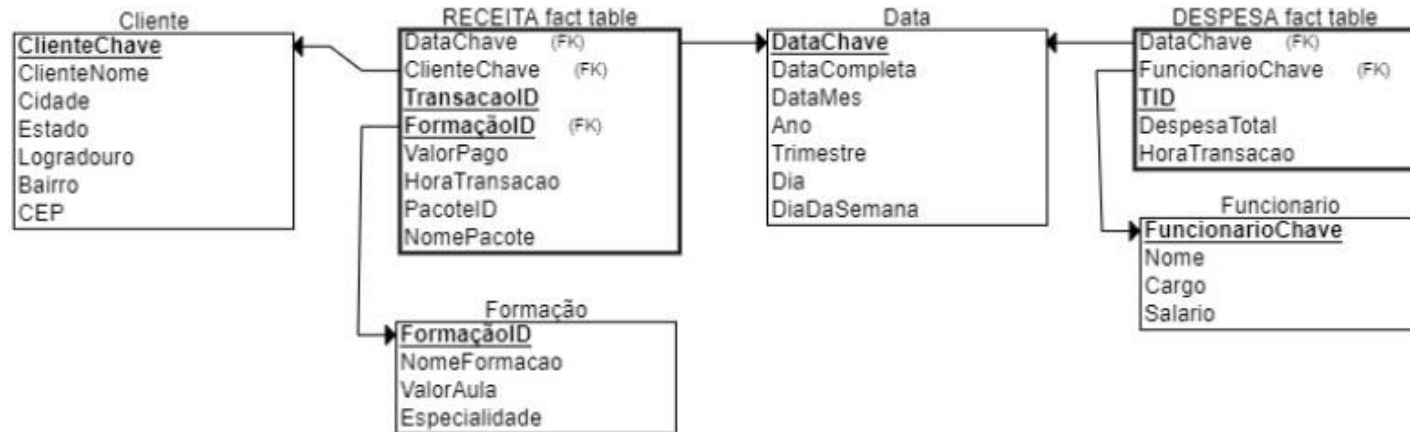 Cliente
ClienteChave
ClienteNome
Cidade
Estado
Logradouro
Bairro
CEP
RECEITA fact table
DataChave (FK)
ClienteChave (FK)
TransacaoID
FormaçãoID (FK)
ValorPago
HoraTransacao
PacoteID
NomePacote
Data
DataChave
DataCompleta
DataMes
Ano
Trimestre
Dia
DiaDaSemana
DESPESA fact table
DataChave (FK)
FuncionarioChave (FK)
TID
DespesaTotal
HoraTransacao
Formação
FormaçãoID
NomeFormacao
ValorAula
Especialidade
Funcionario
FuncionarioChave
Nome
Cargo
Salario